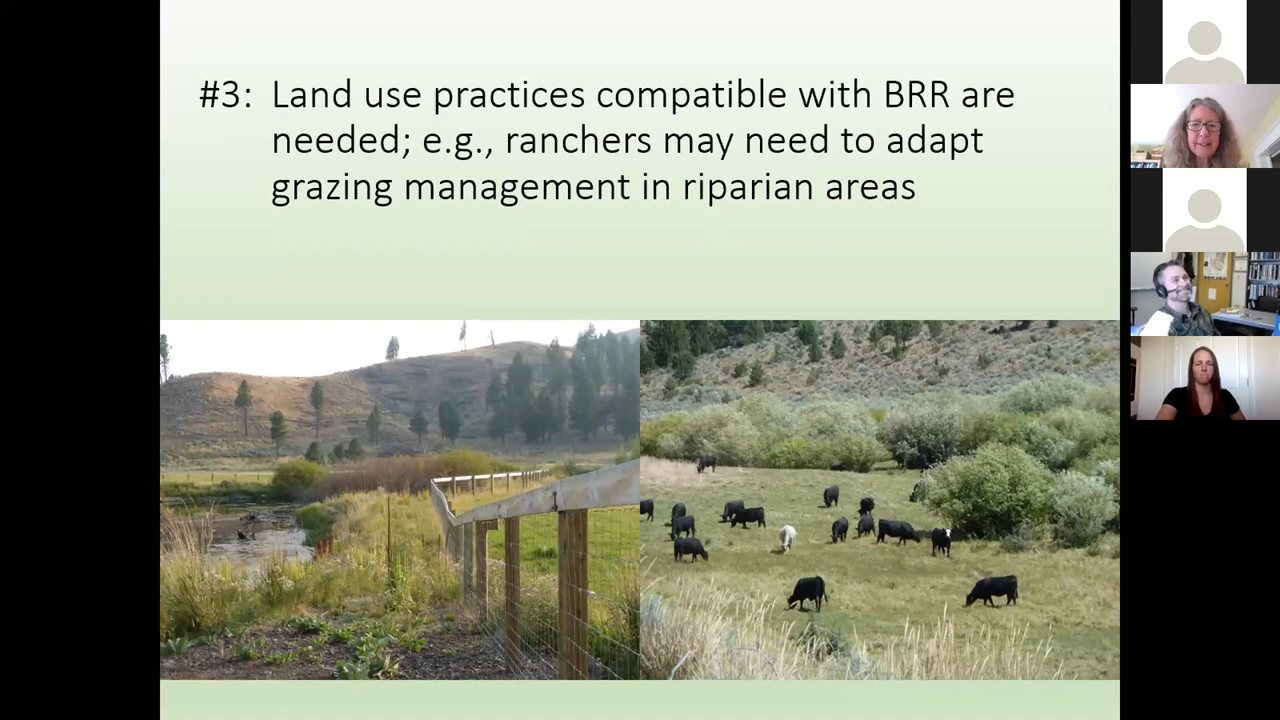 #3: Land use practices compatible with BRR are
needed; e.g., ranchers may need to adapt
grazing management in riparian areas